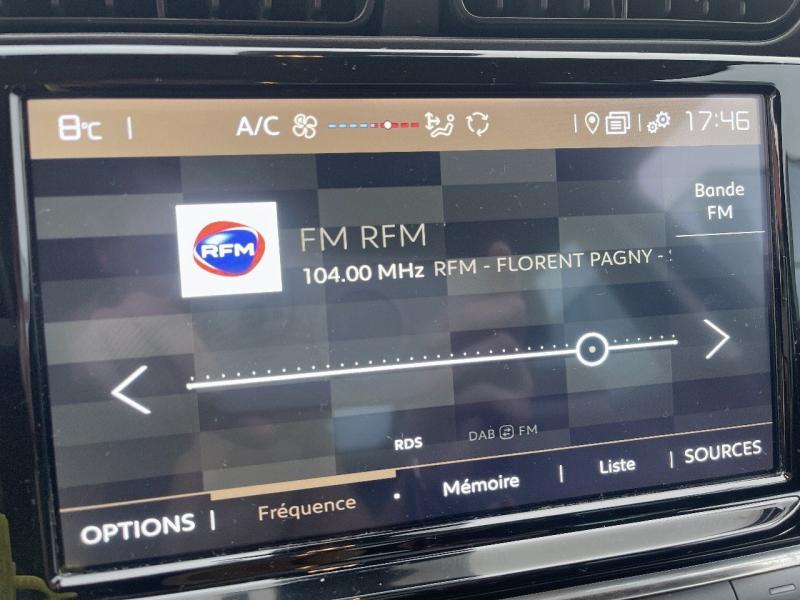 8°C A/C 17:46
Bande
FM
RFM
FM RFM
104.00 MHz RFM - FLORENT PAGNY -
RDS DAB FM
OPTIONS Fréquence Mémoire Liste SOURCES